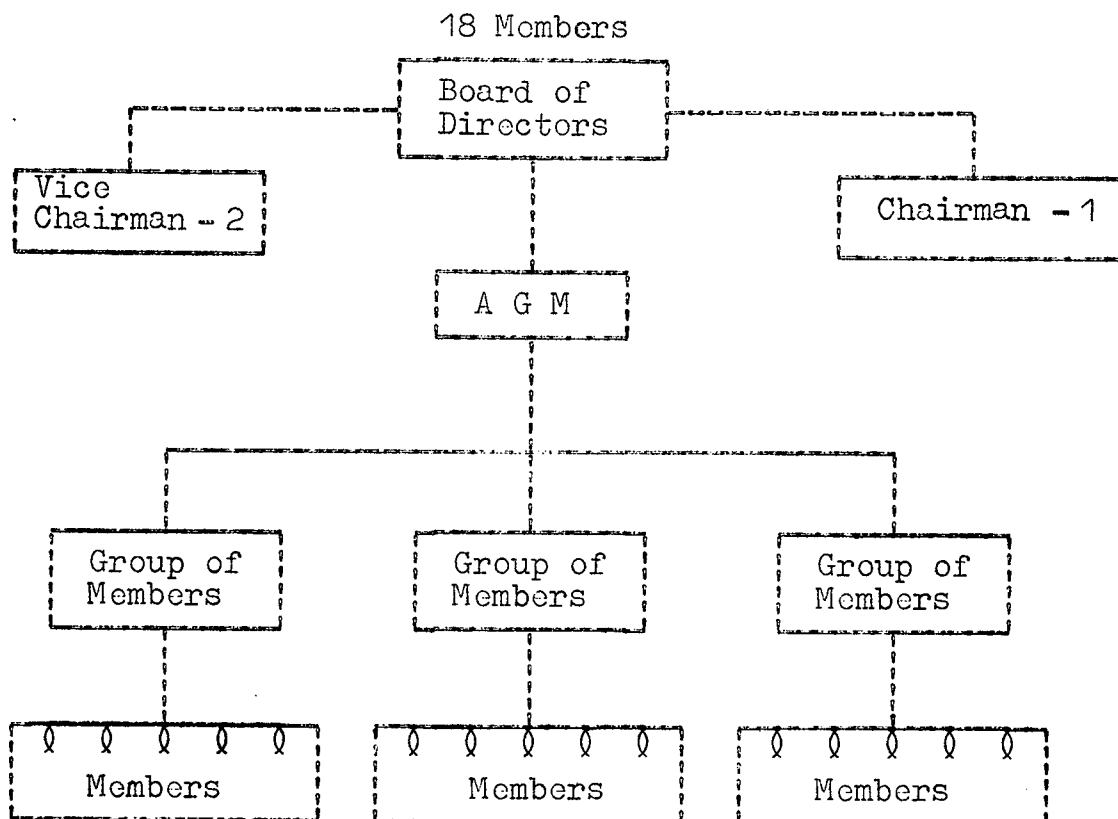 18 Members
Board of
Directors
Vice
Chairman - 2
Chairman - 1
A G M
Group of
Members
Group of
Members
Group of
Members
Members
Members
Members